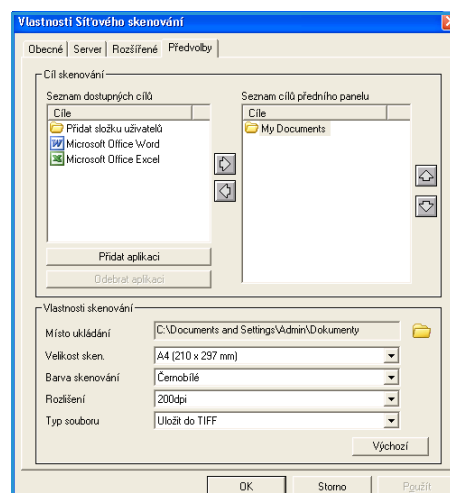 Vlastnosti Síťového skenování
Obecné Server Rozšířené Předvolby
Cíl skenování
Seznam dostupných cílů
Cíle
Přidat složku uživatelů
Microsoft Office Word
Microsoft Office Excel
Přidat aplikaci
Odebrat aplikaci
Seznam cílů předního panelu
Cíle
My Documents
Vlastnosti skenování
Místo ukládání C:\Documents and Settings\Admin\Dokumenty
Velikost sken. A4 (210 x 297 mm)
Barva skenování Černobílé
Rozlišení 200dpi
Typ souboru Uložit do TIFF
Výchozí
OK Storno Použít